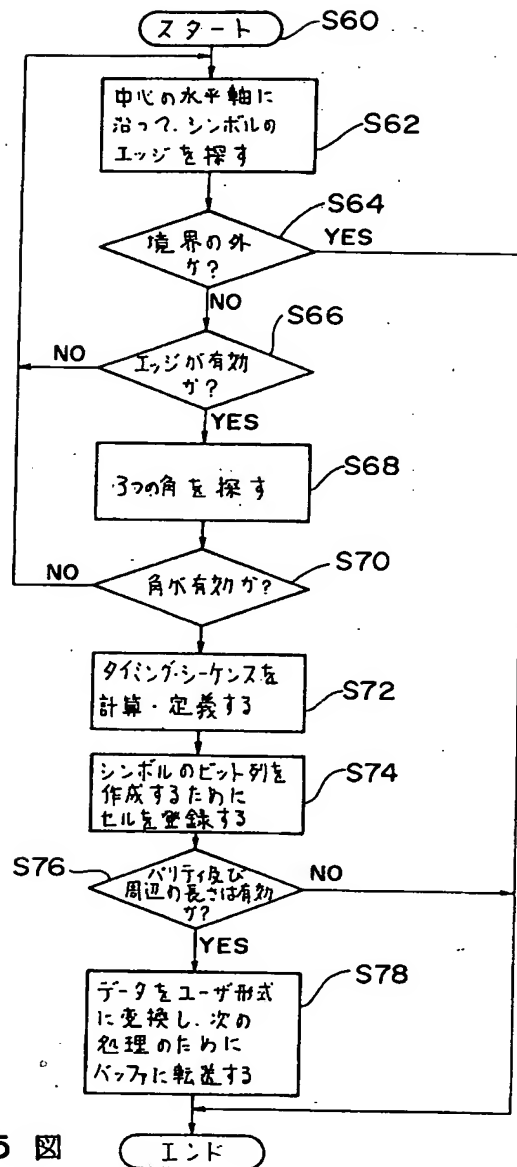 スタート
S60
中心の水平軸に
沿って、シンボルの
エッジを探す
S62
S64
境界の外
か?
YES
NO
S66
NO
エッジが有効
か?
YES
S68
3つの角を探す
S70
NO
角が有効か?
タイミング・シーケンスを
計算・定義する
S72
シンボルのビット列を
作成するために
セルを登録する
S74
S76
パリティ及び
周辺の長さは有効
か?
NO
YES
S78
データをユーザ形式
に変換し、次の
処理のために
バッファに転送する
5 図
エンド